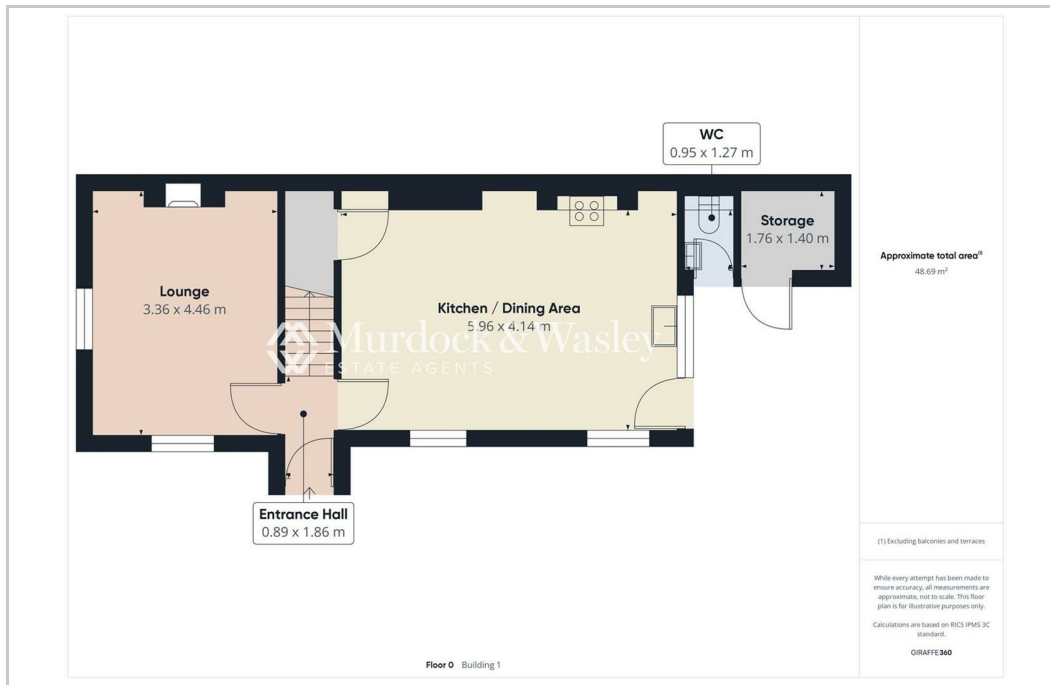 WC
0.95 x 1.27 m
Storage
1.76 x 1.40 m
Lounge
3.36 x 4.46 m
Kitchen / Dining Area
5.96 x 4.14 m
Murdock & Wasley
ESTATE AGENTS
Entrance Hall
0.89 x 1.86 m
Floor 0 Building 1
Approximate total area⁽¹⁾
48.69 m²
(1) Excluding balconies and terraces
While every attempt has been made to
ensure accuracy, all measurements are
approximate, not to scale. This floor
plan is for illustrative purposes only.
Calculations are based on RICS IPMS 3C
standard.
GIRAFFE360